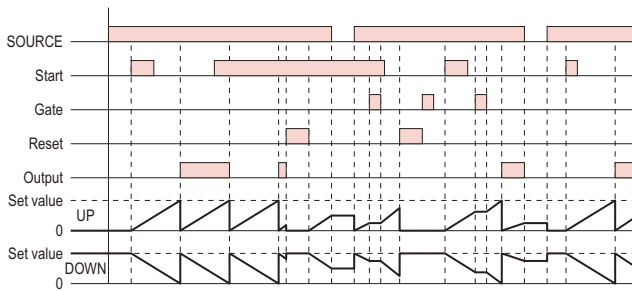 SOURCE
Start
Gate
Reset
Output
Set value
UP
0
Set value
DOWN
0